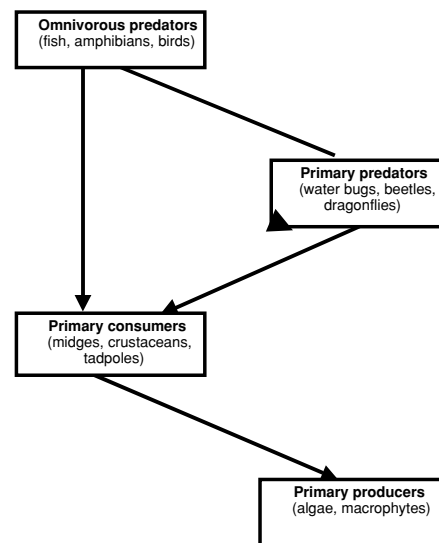 Omnivorous predators
(fish, amphibians, birds)
Primary predators
(water bugs, beetles,
dragonflies)
Primary consumers
(midges, crustaceans,
tadpoles)
Primary producers
(algae, macrophytes)